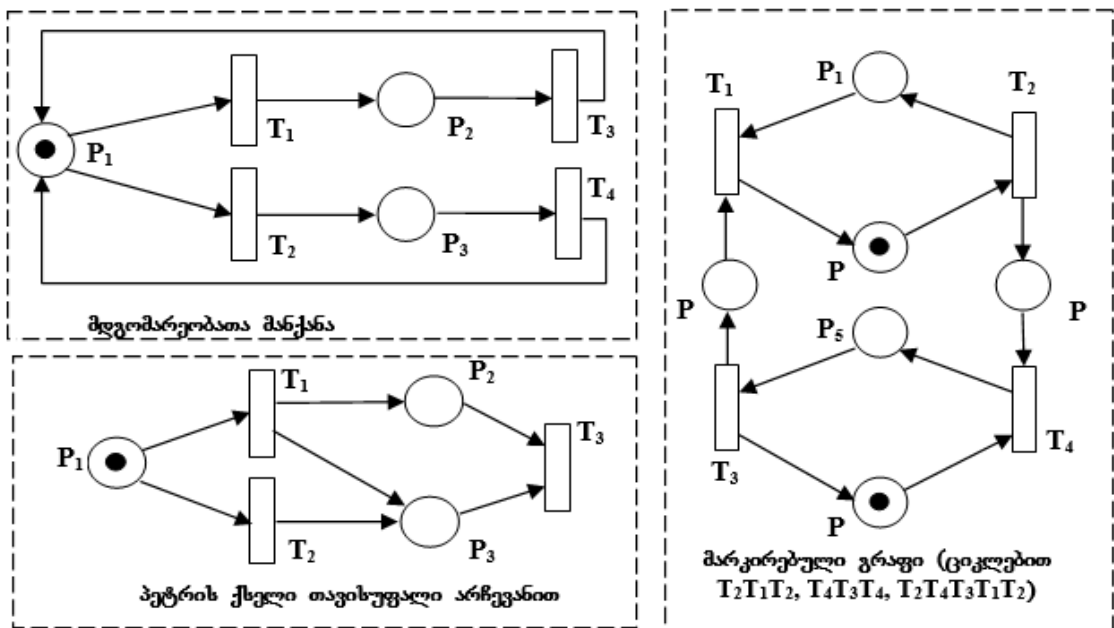 T₁
P₂
T₃
P₁
T₂
P₃
T₄
მდგომარეობათა მანქანა
T₁
P₂
P₁
T₃
T₂
P₃
პეტრის ქსელი თავისუფალი არჩევანით
T₁
P₁
T₂
P
P
P
P₅
T₃
T₄
P
მარკირებული გრაფი (ციკლებით
T₂T₁T₂, T₄T₃T₄, T₂T₄T₃T₁T₂)